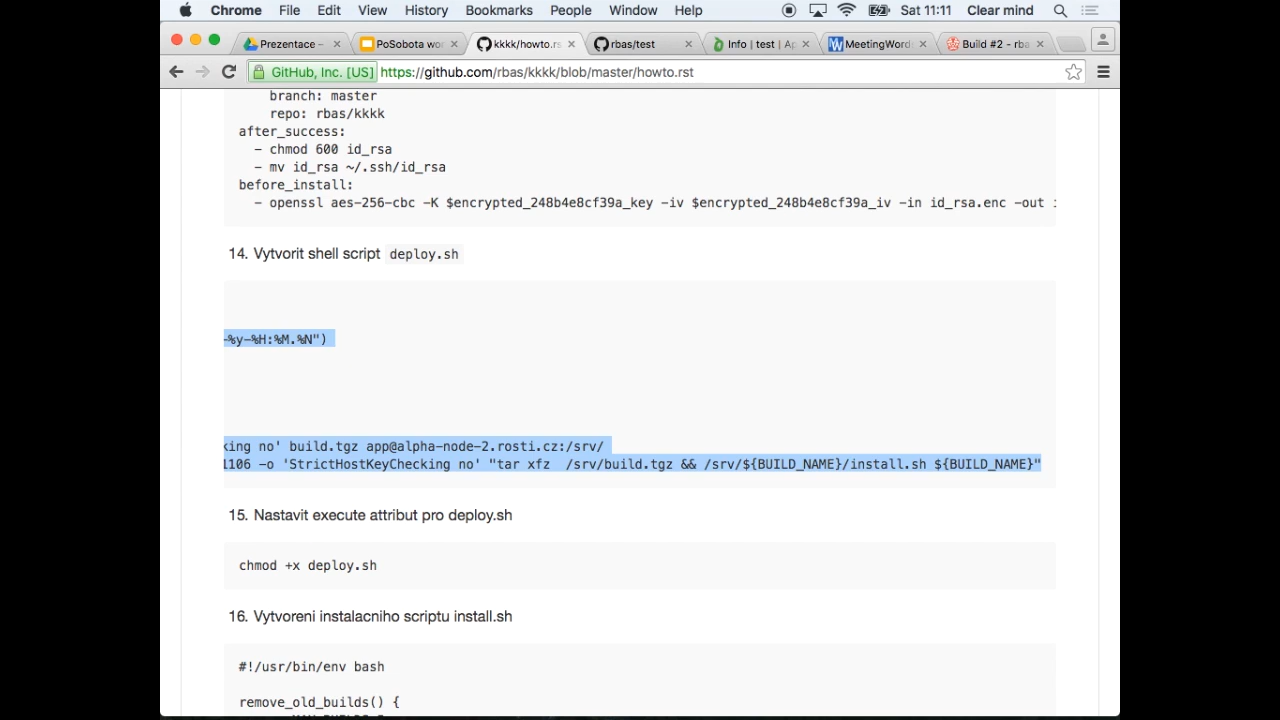 Chrome File Edit View History Bookmarks People Window Help Sat 11:11 Clear mind
Prezentace – PoSobota wo kkkk/howto.rs rbas/test Info | test | A MeetingWord Build #2 - rba
GitHub, Inc. [US] https://github.com/rbas/kkkk/blob/master/howto.rst
branch: master
repo: rbas/kkkk
after_success:
- chmod 600 id_rsa
- mv id_rsa ~/.ssh/id_rsa
before_install:
- openssl aes-256-cbc -K $encrypted_248b4e8cf39a_key -iv $encrypted_248b4e8cf39a_iv -in id_rsa.enc -out
14. Vytvorit shell script deploy.sh
-%y-%H:%M.%N")
king no' build.tgz app@alpha-node-2.rosti.cz:/srv/
1106 -o 'StrictHostKeyChecking no' "tar xfz  /srv/build.tgz && /srv/${BUILD_NAME}/install.sh ${BUILD_NAME}"
15. Nastavit execute attribut pro deploy.sh
chmod +x deploy.sh
16. Vytvoreni instalacniho scriptu install.sh
#!/usr/bin/env bash
remove_old_builds() {